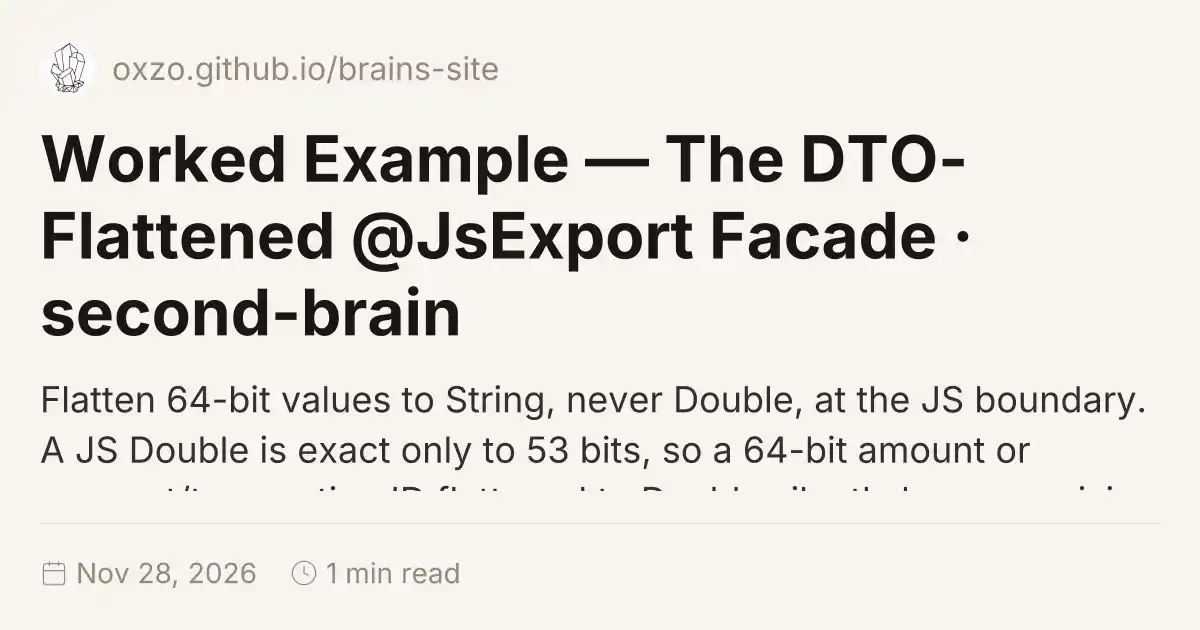 oxzo.github.io/brains-site
Worked Example — The DTO-
Flattened @JsExport Facade ·
second-brain
Flatten 64-bit values to String, never Double, at the JS boundary.
A JS Double is exact only to 53 bits, so a 64-bit amount or
Nov 28, 2026
1 min read